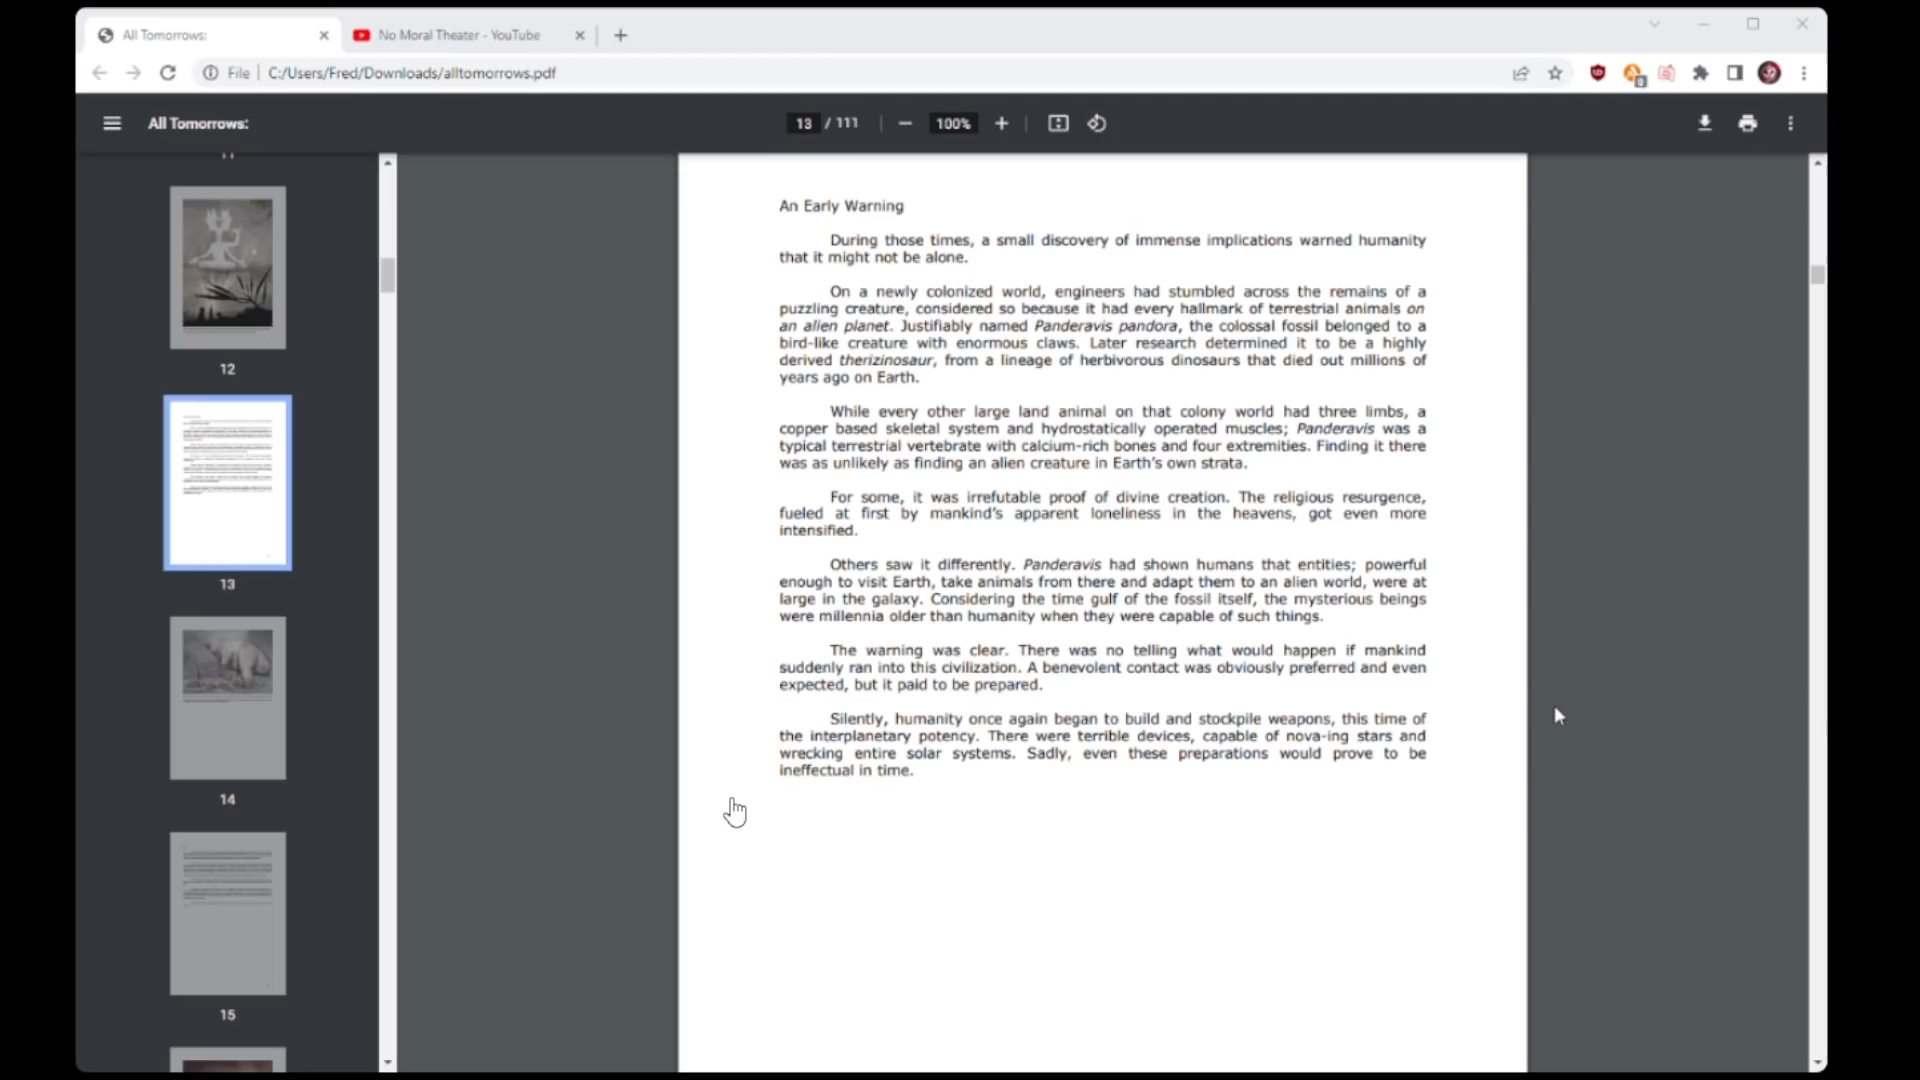 All Tomorrows:
No Moral Theater - YouTube
File
C:/Users/Fred/Downloads/alltomorrows.pdf
All Tomorrows:
13 / 111
100%
12
13
14
15
An Early Warning
During those times, a small discovery of immense implications warned humanity
that it might not be alone.
On a newly colonized world, engineers had stumbled across the remains of a
puzzling creature, considered so because it had every hallmark of terrestrial animals on
an alien planet. Justifiably named Panderavis pandora, the colossal fossil belonged to a
bird-like creature with enormous claws. Later research determined it to be a highly
derived therizinosaur, from a lineage of herbivorous dinosaurs that died out millions of
years ago on Earth.
While every other large land animal on that colony world had three limbs, a
copper based skeletal system and hydrostatically operated muscles; Panderavis was a
typical terrestrial vertebrate with calcium-rich bones and four extremities. Finding it there
was as unlikely as finding an alien creature in Earth's own strata.
For some, it was irrefutable proof of divine creation. The religious resurgence,
fueled at first by mankind's apparent loneliness in the heavens, got even more
intensified.
Others saw it differently. Panderavis had shown humans that entities; powerful
enough to visit Earth, take animals from there and adapt them to an alien world, were at
large in the galaxy. Considering the time gulf of the fossil itself, the mysterious beings
were millennia older than humanity when they were capable of such things.
The warning was clear. There was no telling what would happen if mankind
suddenly ran into this civilization. A benevolent contact was obviously preferred and even
expected, but it paid to be prepared.
Silently, humanity once again began to build and stockpile weapons, this time of
the interplanetary potency. There were terrible devices, capable of nova-ing stars and
wrecking entire solar systems. Sadly, even these preparations would prove to be
ineffectual in time.